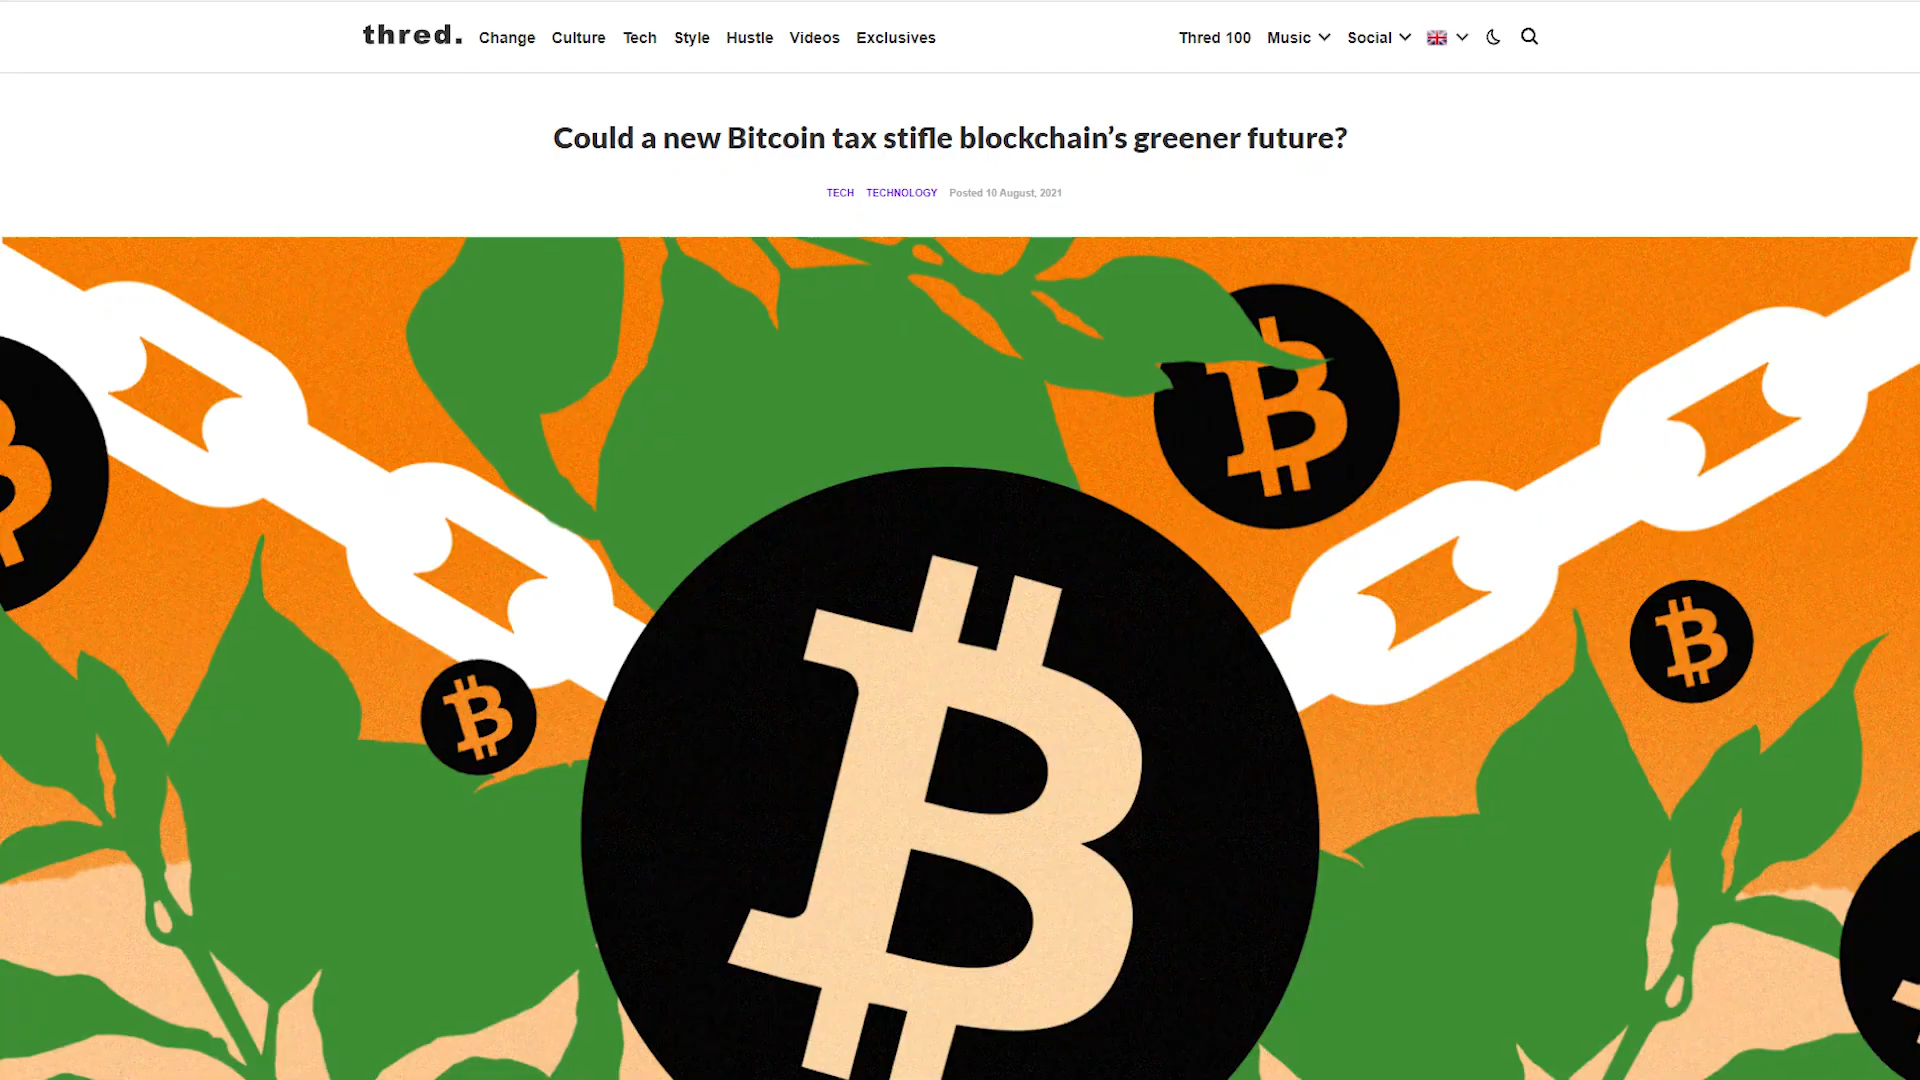 thred. Change Culture Tech Style Hustle Videos Exclusives Thred 100 Music Social
Could a new Bitcoin tax stifle blockchain’s greener future?
TECH TECHNOLOGY Posted 10 August, 2021